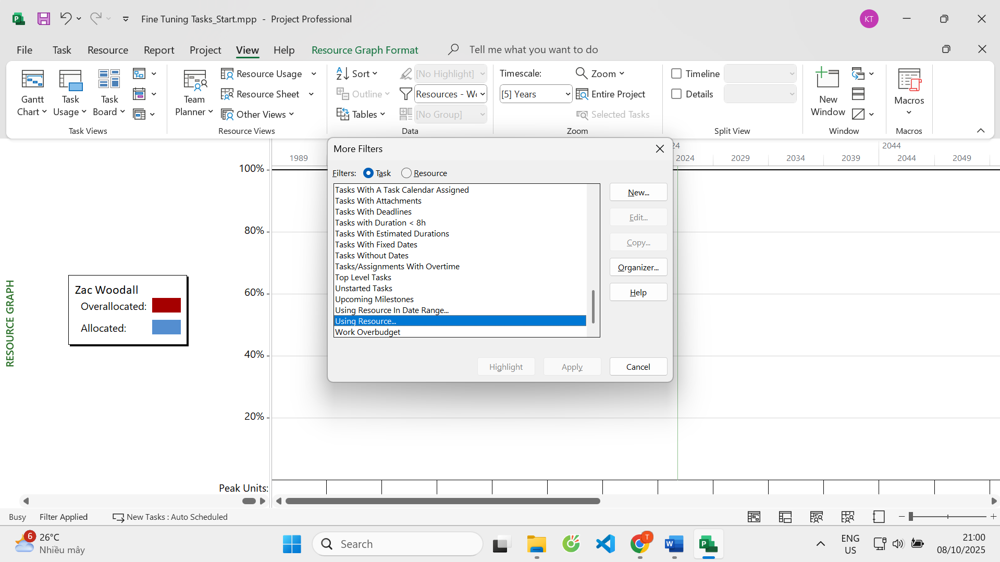 Fine Tuning Tasks_Start.mpp - Project Professional
KT
File Task Resource Report Project View Help Resource Graph Format Tell me what you want to do
Gantt Chart
Task Usage
Task Board
Task Views
Team Planner
Resource Usage
Resource Sheet
Other Views
Resource Views
Sort
Outline
Tables
[No Highlight]
Resources - W
[No Group]
Data
Timescale:
[5] Years
Zoom
Entire Project
Selected Tasks
Zoom
Timeline
Details
Split View
New Window
Window
Macros
Macros
24 2044
1989 2024 2029 2034 2039 2044 2049
100%
80%
60%
40%
20%
RESOURCE GRAPH
Zac Woodall
Overallocated:
Allocated:
Peak Units:
More Filters
Filters: Task Resource
Tasks With A Task Calendar Assigned
Tasks With Attachments
Tasks With Deadlines
Tasks with Duration < 8h
Tasks With Estimated Durations
Tasks With Fixed Dates
Tasks Without Dates
Tasks/Assignments With Overtime
Top Level Tasks
Unstarted Tasks
Upcoming Milestones
Using Resource In Date Range...
Using Resource...
Work Overbudget
New...
Edit...
Copy...
Organizer...
Help
Highlight Apply Cancel
Busy Filter Applied New Tasks : Auto Scheduled
6 26°C
Nhiều mây
Search
T
ENG
US
21:00
08/10/2025